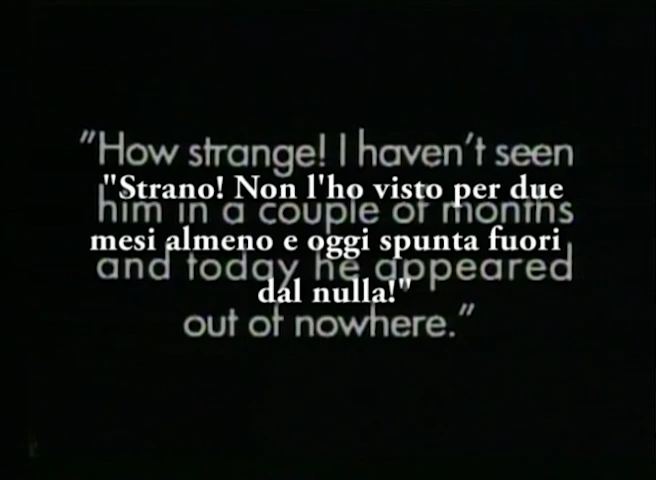 "How strange! I haven't seen
"Strano! Non l'ho visto per due
him in a couple of months
mesi almeno e oggi spunta fuori
and today he appeared
dal nulla!"
out of nowhere."